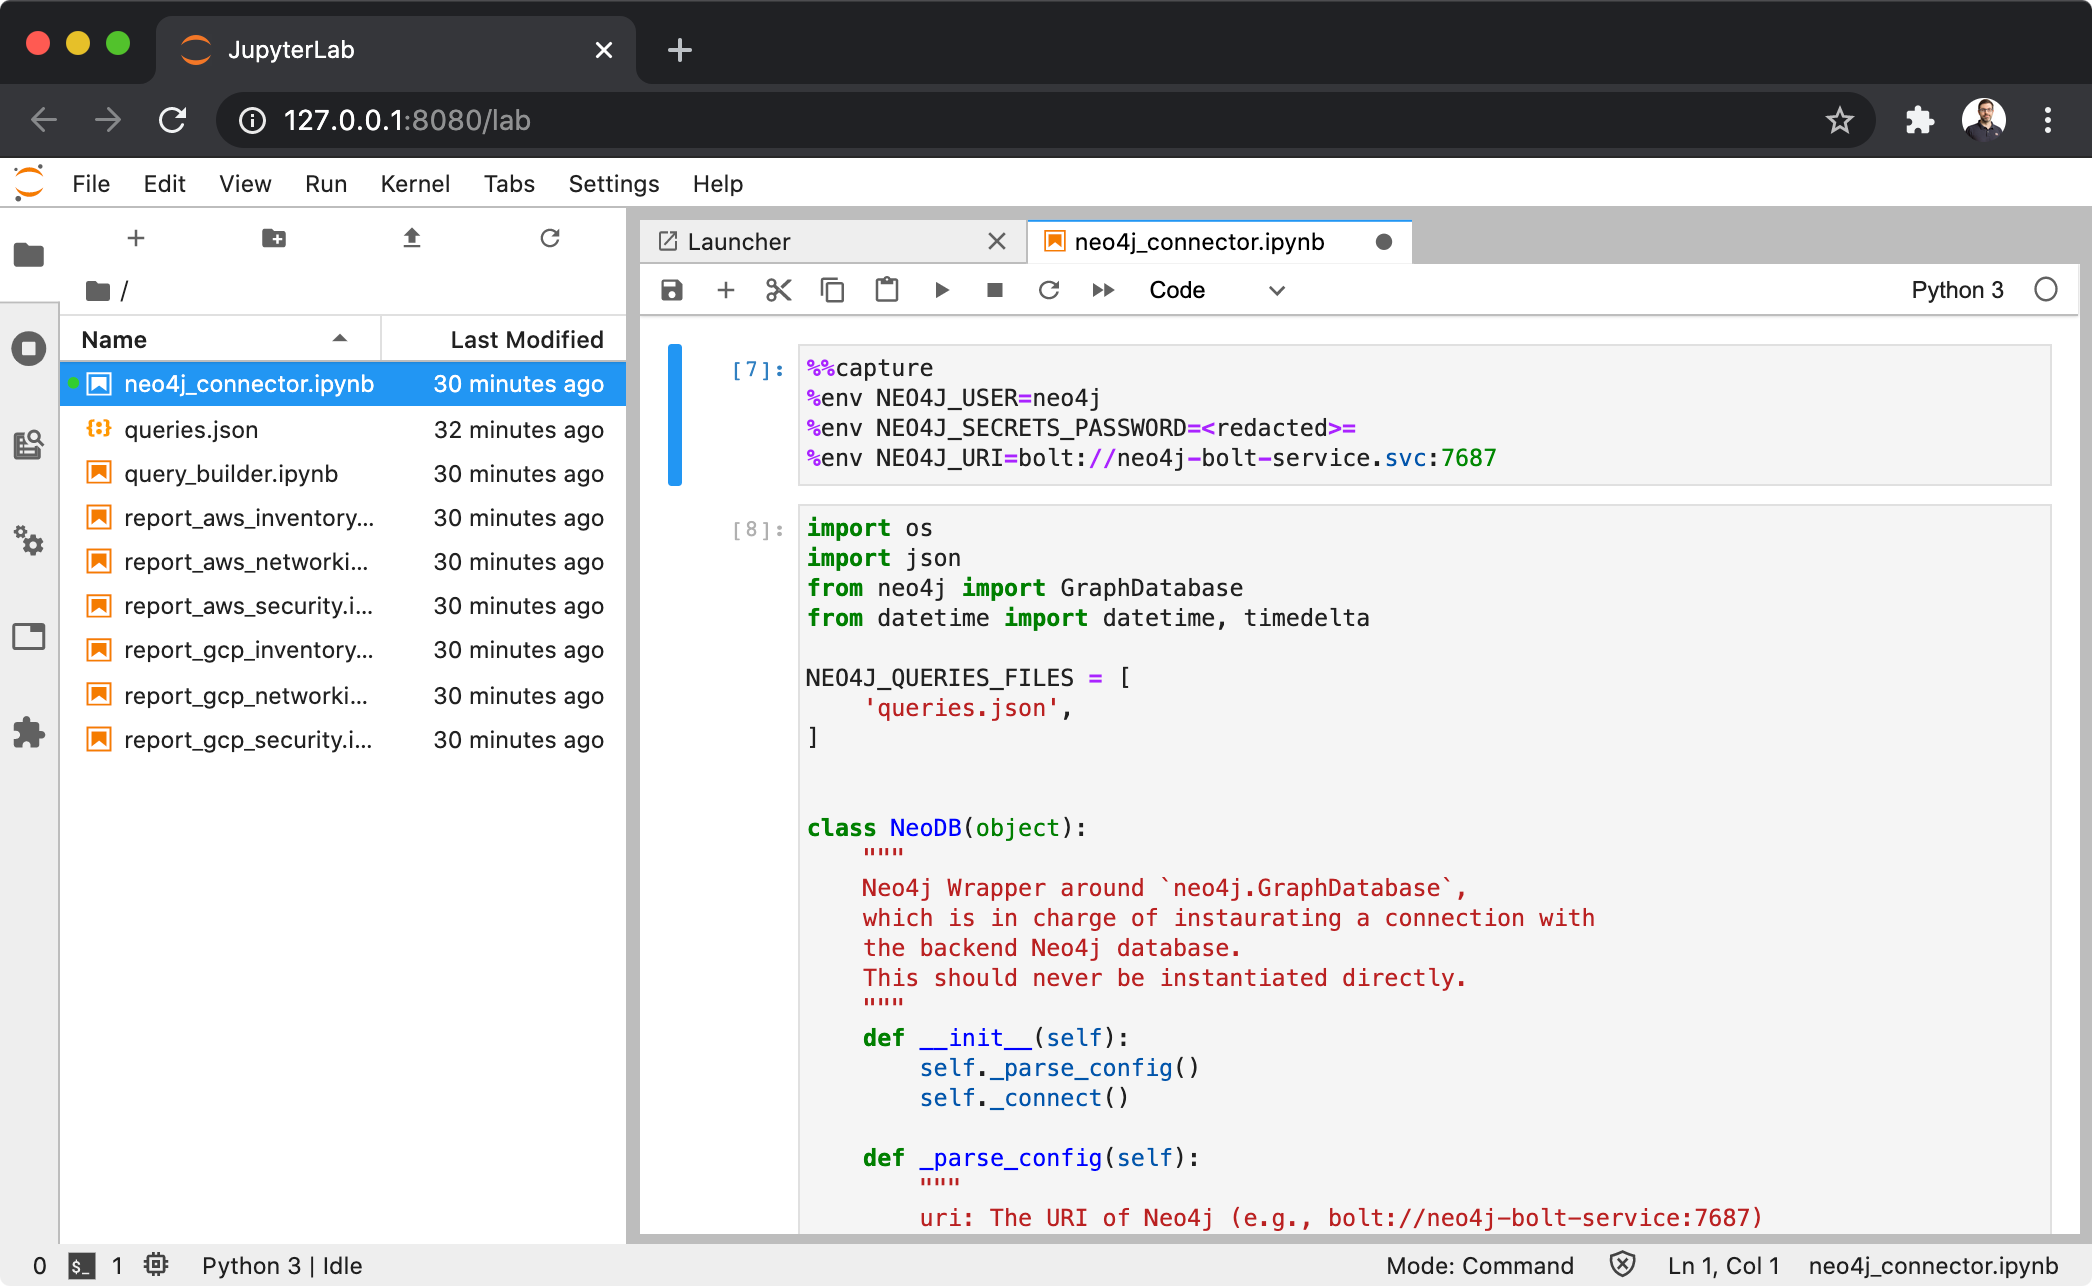 JupyterLab
127.0.0.1:8080/lab
File Edit View Run Kernel Tabs Settings Help
/
Name Last Modified
neo4j_connector.ipynb 30 minutes ago
queries.json 32 minutes ago
query_builder.ipynb 30 minutes ago
report_aws_inventory... 30 minutes ago
report_aws_networki... 30 minutes ago
report_aws_security.i... 30 minutes ago
report_gcp_inventory... 30 minutes ago
report_gcp_networki... 30 minutes ago
report_gcp_security.i... 30 minutes ago
Launcher neo4j_connector.ipynb
Code Python 3
[7]: %%capture
%env NEO4J_USER=neo4j
%env NEO4J_SECRETS_PASSWORD=<redacted>=
%env NEO4J_URI=bolt://neo4j-bolt-service.svc:7687
[8]: import os
import json
from neo4j import GraphDatabase
from datetime import datetime, timedelta
NEO4J_QUERIES_FILES = [
'queries.json',
]
class NeoDB(object):
"""
Neo4j Wrapper around `neo4j.GraphDatabase`,
which is in charge of instaurating a connection with
the backend Neo4j database.
This should never be instantiated directly.
"""
def __init__(self):
self._parse_config()
self._connect()
def _parse_config(self):
"""
uri: The URI of Neo4j (e.g., bolt://neo4j-bolt-service:7687)
0 $_ 1 Python 3 | Idle Mode: Command Ln 1, Col 1 neo4j_connector.ipynb